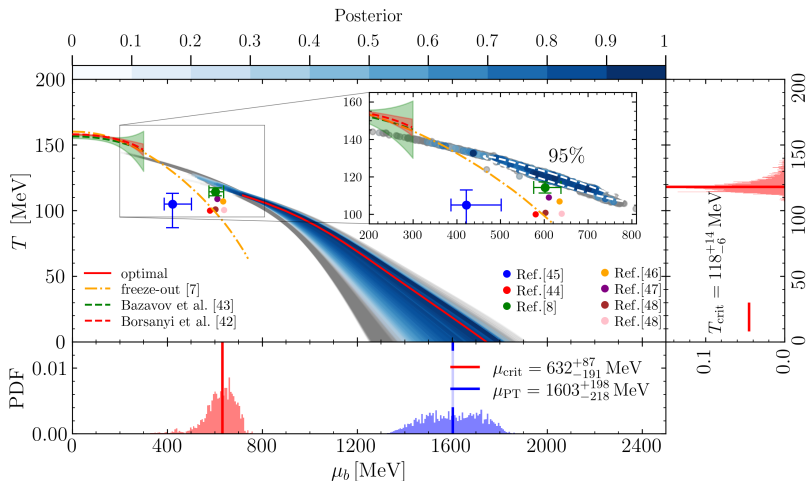 Posterior
0 0.1 0.2 0.3 0.4 0.5 0.6 0.7 0.8 0.9 1
200
150
100
50
0
T [MeV]
160
140
120
100
200 300 400 500 600 700 800
95%
optimal
freeze-out [7]
Bazavov et al. [43]
Borsanyi et al. [42]
Ref.[45]
Ref.[44]
Ref.[8]
Ref.[46]
Ref.[47]
Ref.[48]
Ref.[48]
T_crit = 118^{+14}_{-6} MeV
200
150
100
50
0
0.1 0.0
PDF
0.01
0.00
μ_crit = 632^{+87}_{-191} MeV
μ_PT = 1603^{+198}_{-218} MeV
0 400 800 1200 1600 2000 2400
μ_b [MeV]